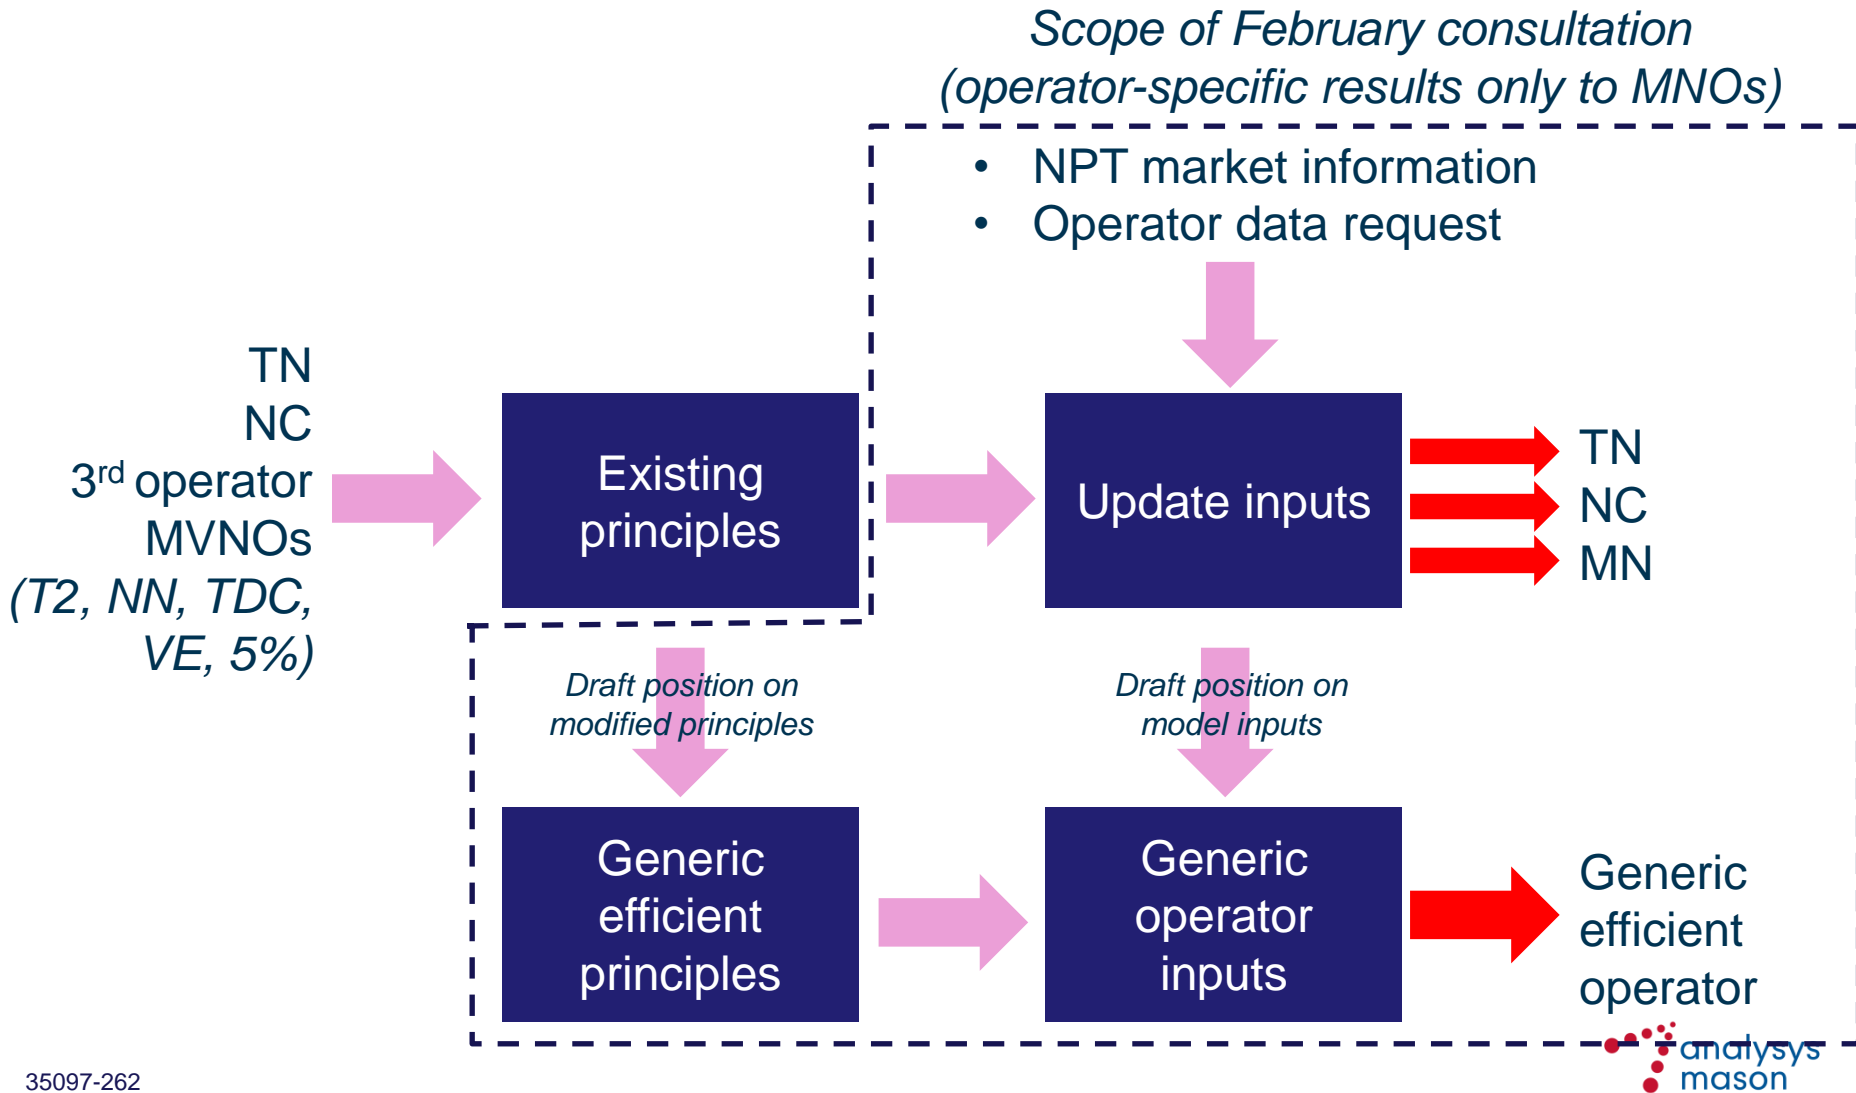 Scope of February consultation
(operator-specific results only to MNOs)
• NPT market information
• Operator data request
TN
NC
3rd operator
MVNOs
(T2, NN, TDC,
VE, 5%)
Existing
principles
Update inputs
TN
NC
MN
Draft position on
modified principles
Draft position on
model inputs
Generic
efficient
principles
Generic
operator
inputs
Generic
efficient
operator
35097-262
analysys
mason